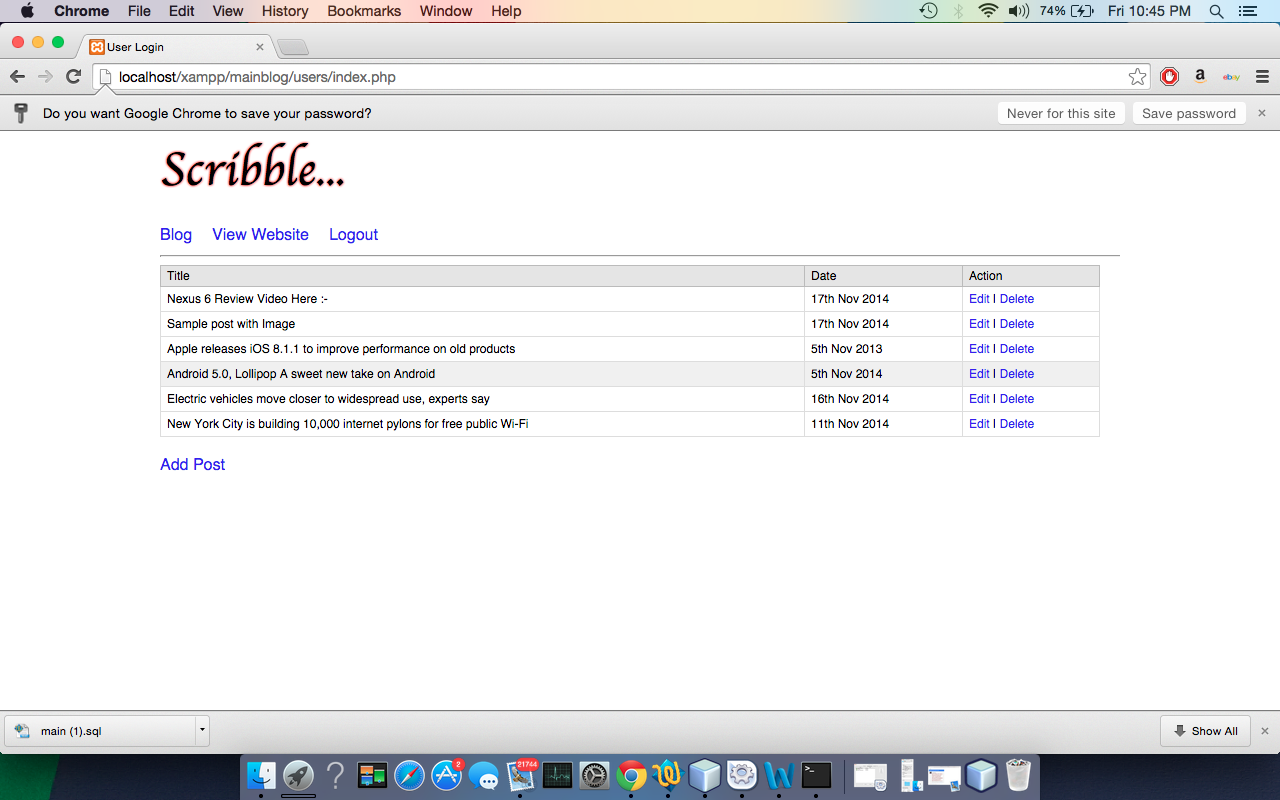 Chrome File Edit View History Bookmarks Window Help 74% Fri 10:45 PM
User Login
localhost/xampp/mainblog/users/index.php a ebay
Do you want Google Chrome to save your password? Never for this site Save password
Scribble...
Blog View Website Logout
Title Date Action
Nexus 6 Review Video Here :- 17th Nov 2014 Edit | Delete
Sample post with Image 17th Nov 2014 Edit | Delete
Apple releases iOS 8.1.1 to improve performance on old products 5th Nov 2013 Edit | Delete
Android 5.0, Lollipop A sweet new take on Android 5th Nov 2014 Edit | Delete
Electric vehicles move closer to widespread use, experts say 16th Nov 2014 Edit | Delete
New York City is building 10,000 internet pylons for free public Wi-Fi 11th Nov 2014 Edit | Delete
Add Post
main (1).sql Show All
2 21744